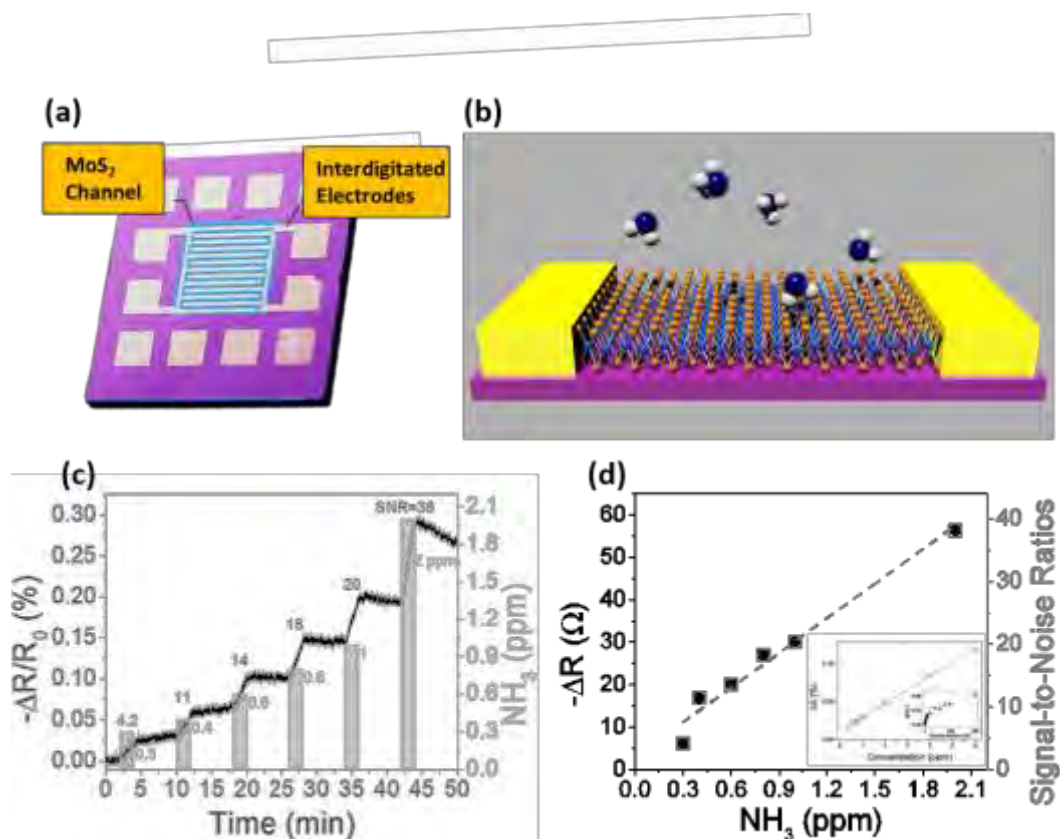 (a)
MoS2
Channel
Interdigitated
Electrodes
(b)
(c)
-ΔR/R0 (%)
0.30
0.25
0.20
0.15
0.10
0.05
0.00
SNR=38
20
18
14
11
4.2
0.3
0.4
1
2 ppm
2.1
1.8
1.5
1.2
0.9
0.6
0.3
0.0
NH3 (ppm)
0 5 10 15 20 25 30 35 40 45 50
Time (min)
(d)
-ΔR (Ω)
60
50
40
30
20
10
0
40
30
20
10
0
Signal-to-Noise Ratios
Concentration (ppm)
0.0 0.3 0.6 0.9 1.2 1.5 1.8 2.1
NH3 (ppm)